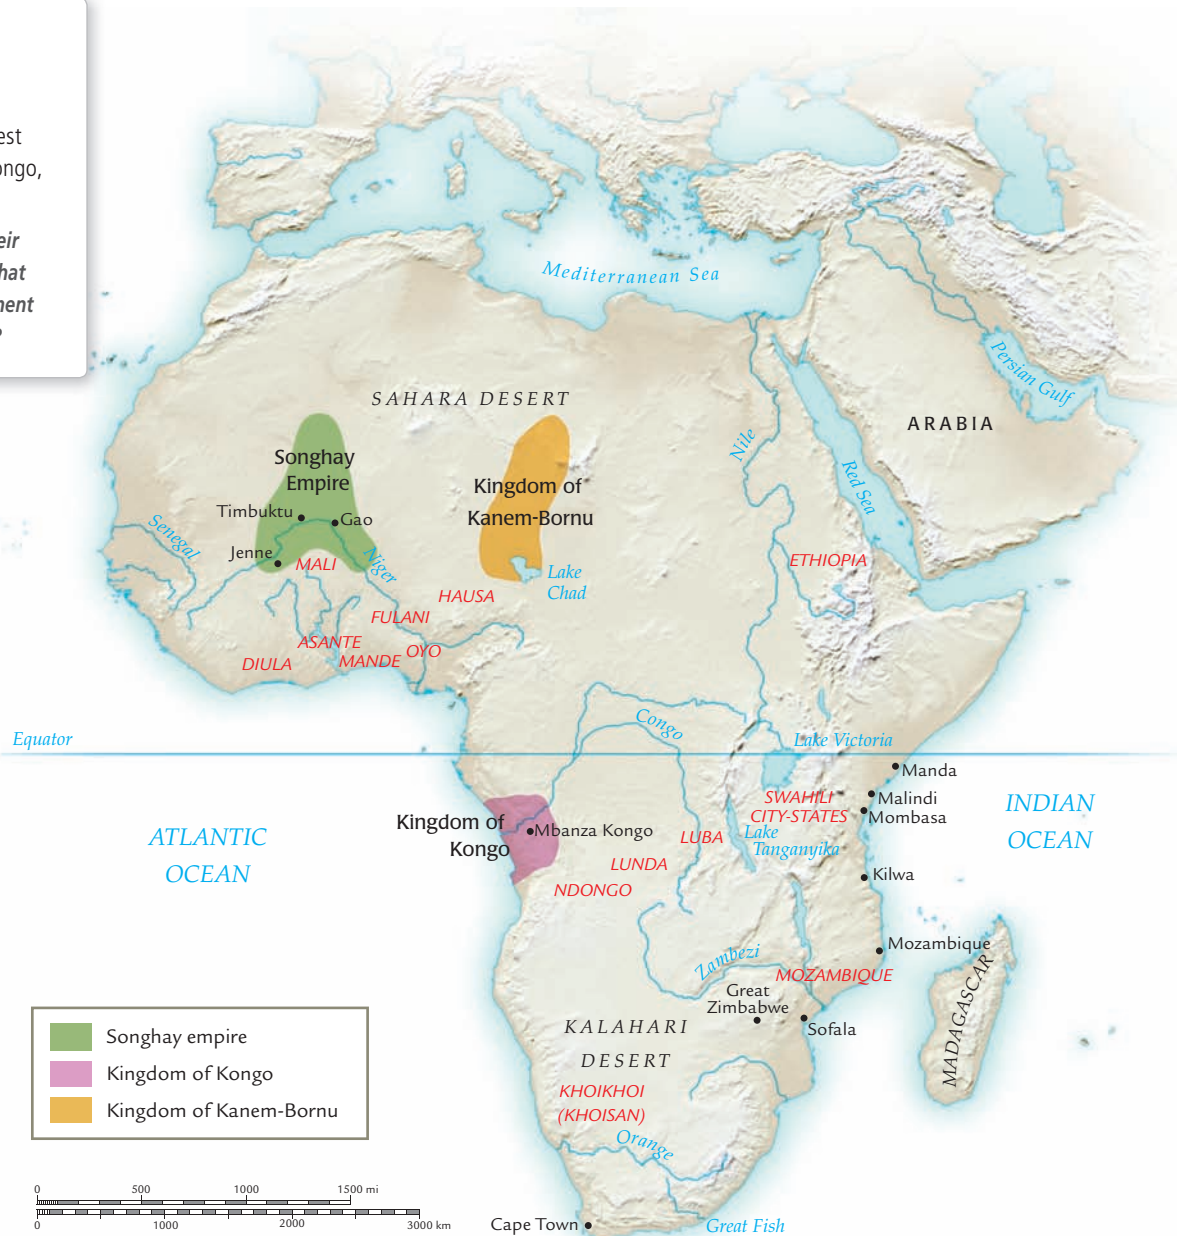 est
ongo,
eir
hat
nent
?
Mediterranean Sea
Persian Gulf
SAHARA DESERT
ARABIA
Nile
Red Sea
Songhay
Empire
Kingdom of
Kanem-Bornu
Timbuktu
Gao
Senegal
Jenne
MALI
Niger
ETHIOPIA
Lake
Chad
HAUSA
FULANI
ASANTE
OYO
DIULA
MANDE
Congo
Equator
Lake Victoria
Manda
SWAHILI
CITY-STATES
Malindi
Mombasa
INDIAN
OCEAN
ATLANTIC
OCEAN
Kingdom of
Kongo
Mbanza Kongo
LUBA
Lake
Tanganyika
LUNDA
NDONGO
Kilwa
Mozambique
Zambezi
MOZAMBIQUE
Great
Zimbabwe
Sofala
MADAGASCAR
KALAHARI
DESERT
KHOIKHOI
(KHOISAN)
Orange
Songhay empire
Kingdom of Kongo
Kingdom of Kanem-Bornu
0 500 1000 1500 mi
0 1000 2000 3000 km
Cape Town
Great Fish